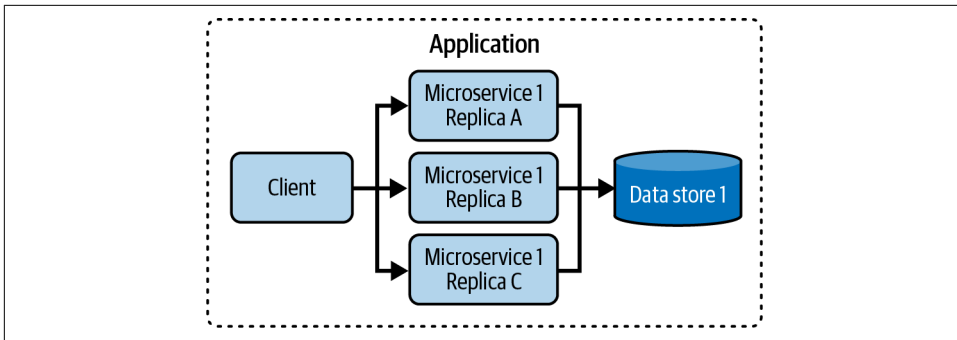 Application
Microservice 1
Replica A
Client
Microservice 1
Replica B
Data store 1
Microservice 1
Replica C